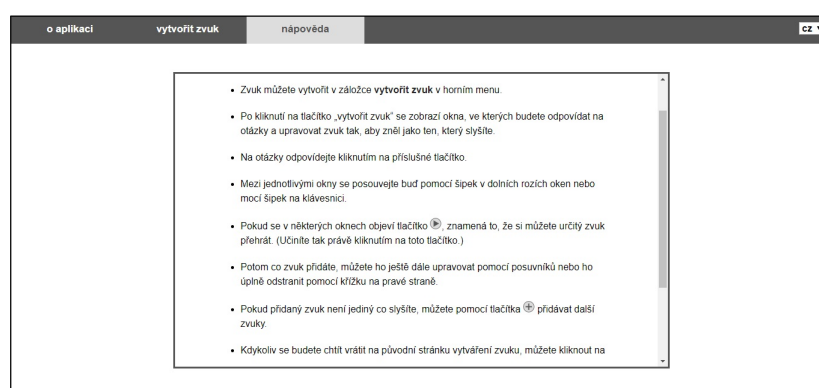 o aplikaci vytvořit zvuk nápověda cz
Zvuk můžete vytvořit v záložce vytvořit zvuk v horním menu.
Po kliknutí na tlačítko „vytvořit zvuk" se zobrazí okna, ve kterých budete odpovídat na
otázky a upravovat zvuk tak, aby zněl jako ten, který slyšíte.
Na otázky odpovídejte kliknutím na příslušné tlačítko.
Mezi jednotlivými okny se posouvejte buď pomocí šipek v dolních rozích oken nebo
mocí šipek na klávesnici.
Pokud se v některých oknech objeví tlačítko , znamená to, že si můžete určitý zvuk
přehrát. (Učiníte tak právě kliknutím na toto tlačítko.)
Potom co zvuk přidáte, můžete ho ještě dále upravovat pomocí posuvníků nebo ho
úplně odstranit pomocí křížku na pravé straně.
Pokud přidaný zvuk není jediný co slyšíte, můžete pomocí tlačítka přidávat další
zvuky.
Kdykoliv se budete chtít vrátit na původní stránku vytváření zvuku, můžete kliknout na